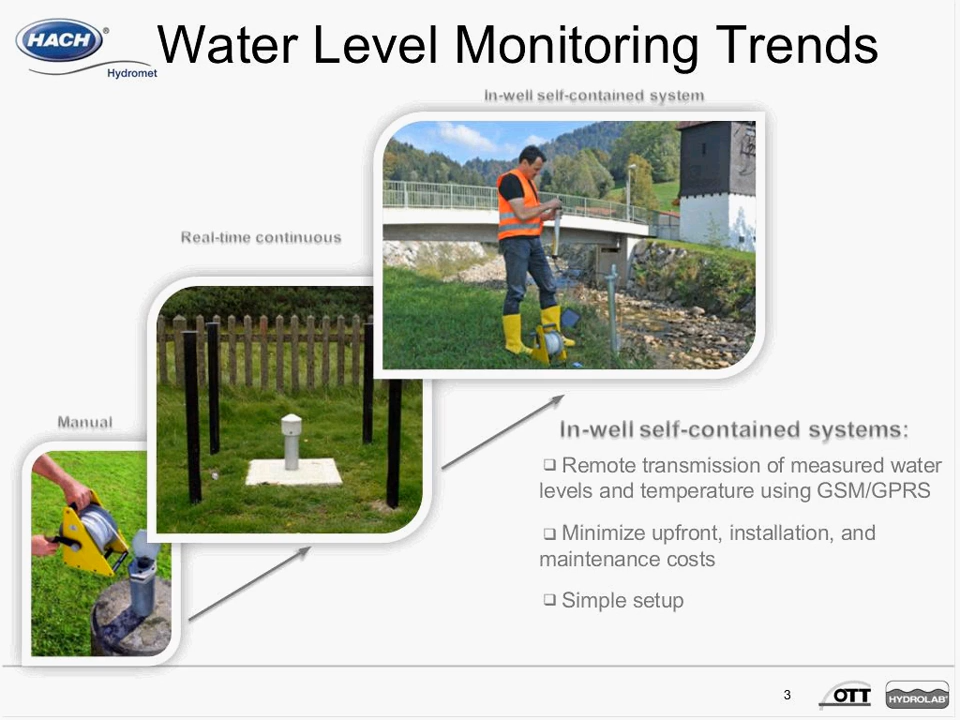 HACH®
Hydromet
Water Level Monitoring Trends
In-well self-contained system
Real-time continuous
Manual
In-well self-contained systems:
❑ Remote transmission of measured water
levels and temperature using GSM/GPRS
❑ Minimize upfront, installation, and
maintenance costs
❑ Simple setup
3
OTT
HYDROLAB®